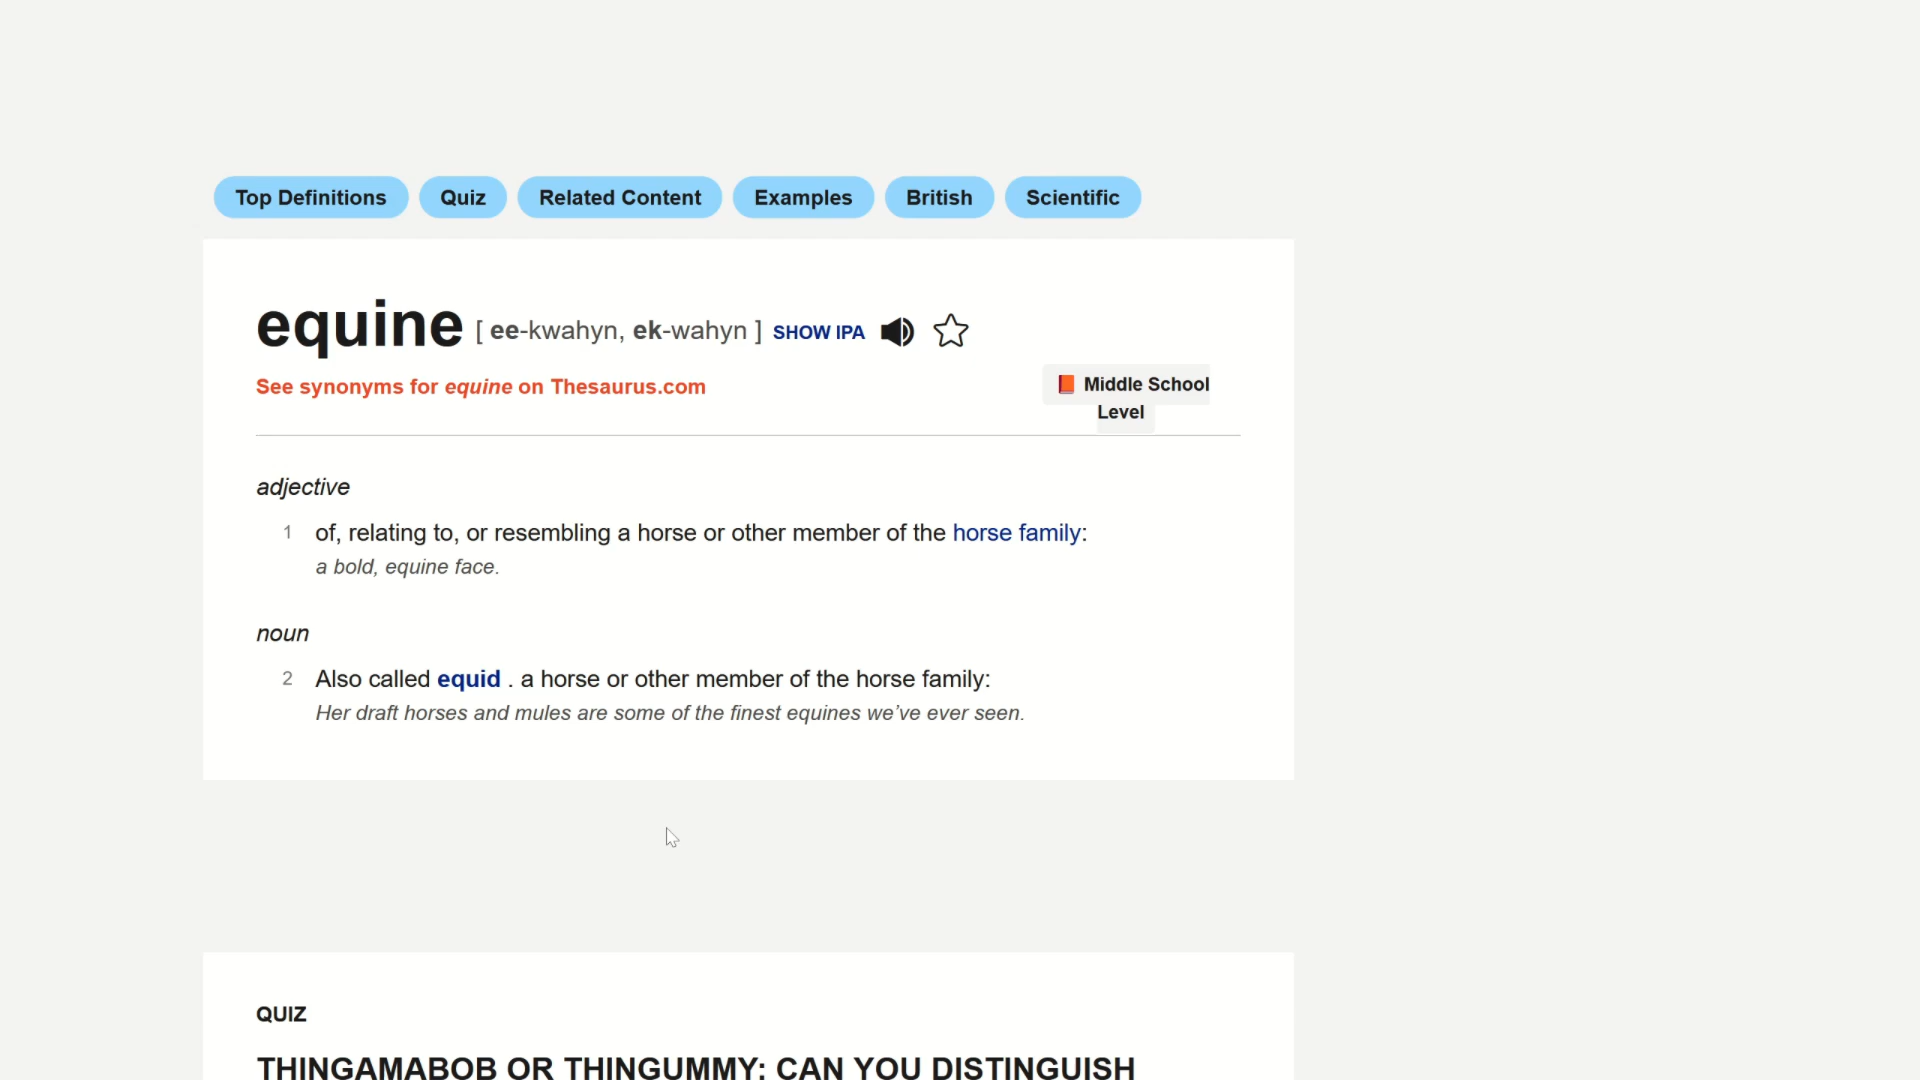 Top Definitions Quiz Related Content Examples British Scientific
equine [ ee-kwahyn, ek-wahyn ] SHOW IPA
See synonyms for equine on Thesaurus.com
Middle School
Level
adjective
1 of, relating to, or resembling a horse or other member of the horse family:
a bold, equine face.
noun
2 Also called equid . a horse or other member of the horse family:
Her draft horses and mules are some of the finest equines we’ve ever seen.
QUIZ
THINGAMABOB OR THINGUMMY: CAN YOU DISTINGUISH